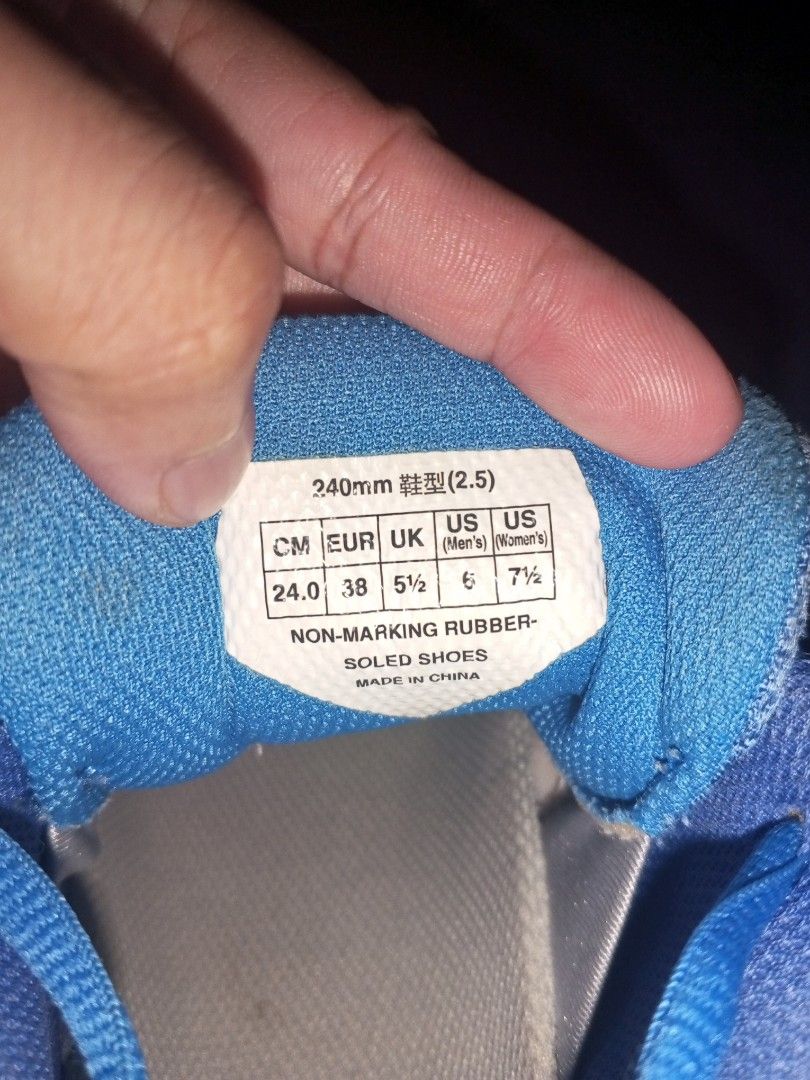 240mm 鞋型(2.5)
CM EUR UK US (Men's) US (Women's)
24.0 38 5½ 6 7½
NON-MARKING RUBBER-
SOLED SHOES
MADE IN CHINA